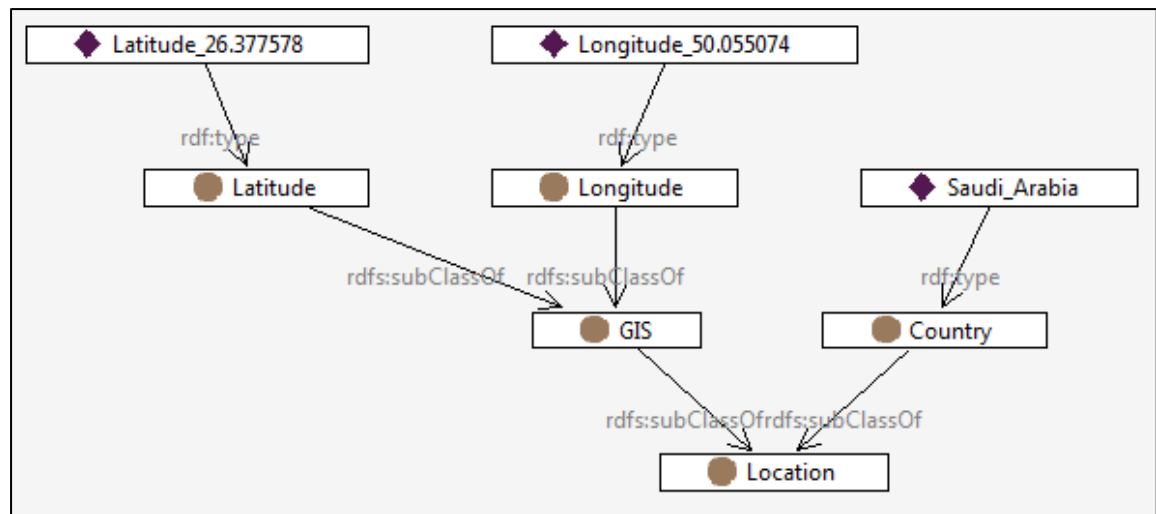 Latitude_26.377578
Longitude_50.055074
rdf:type
rdf:type
Latitude
Longitude
Saudi_Arabia
rdfs:subClassOf
rdfs:subClassOf
rdf:type
GIS
Country
rdfs:subClassOf
rdfs:subClassOf
Location